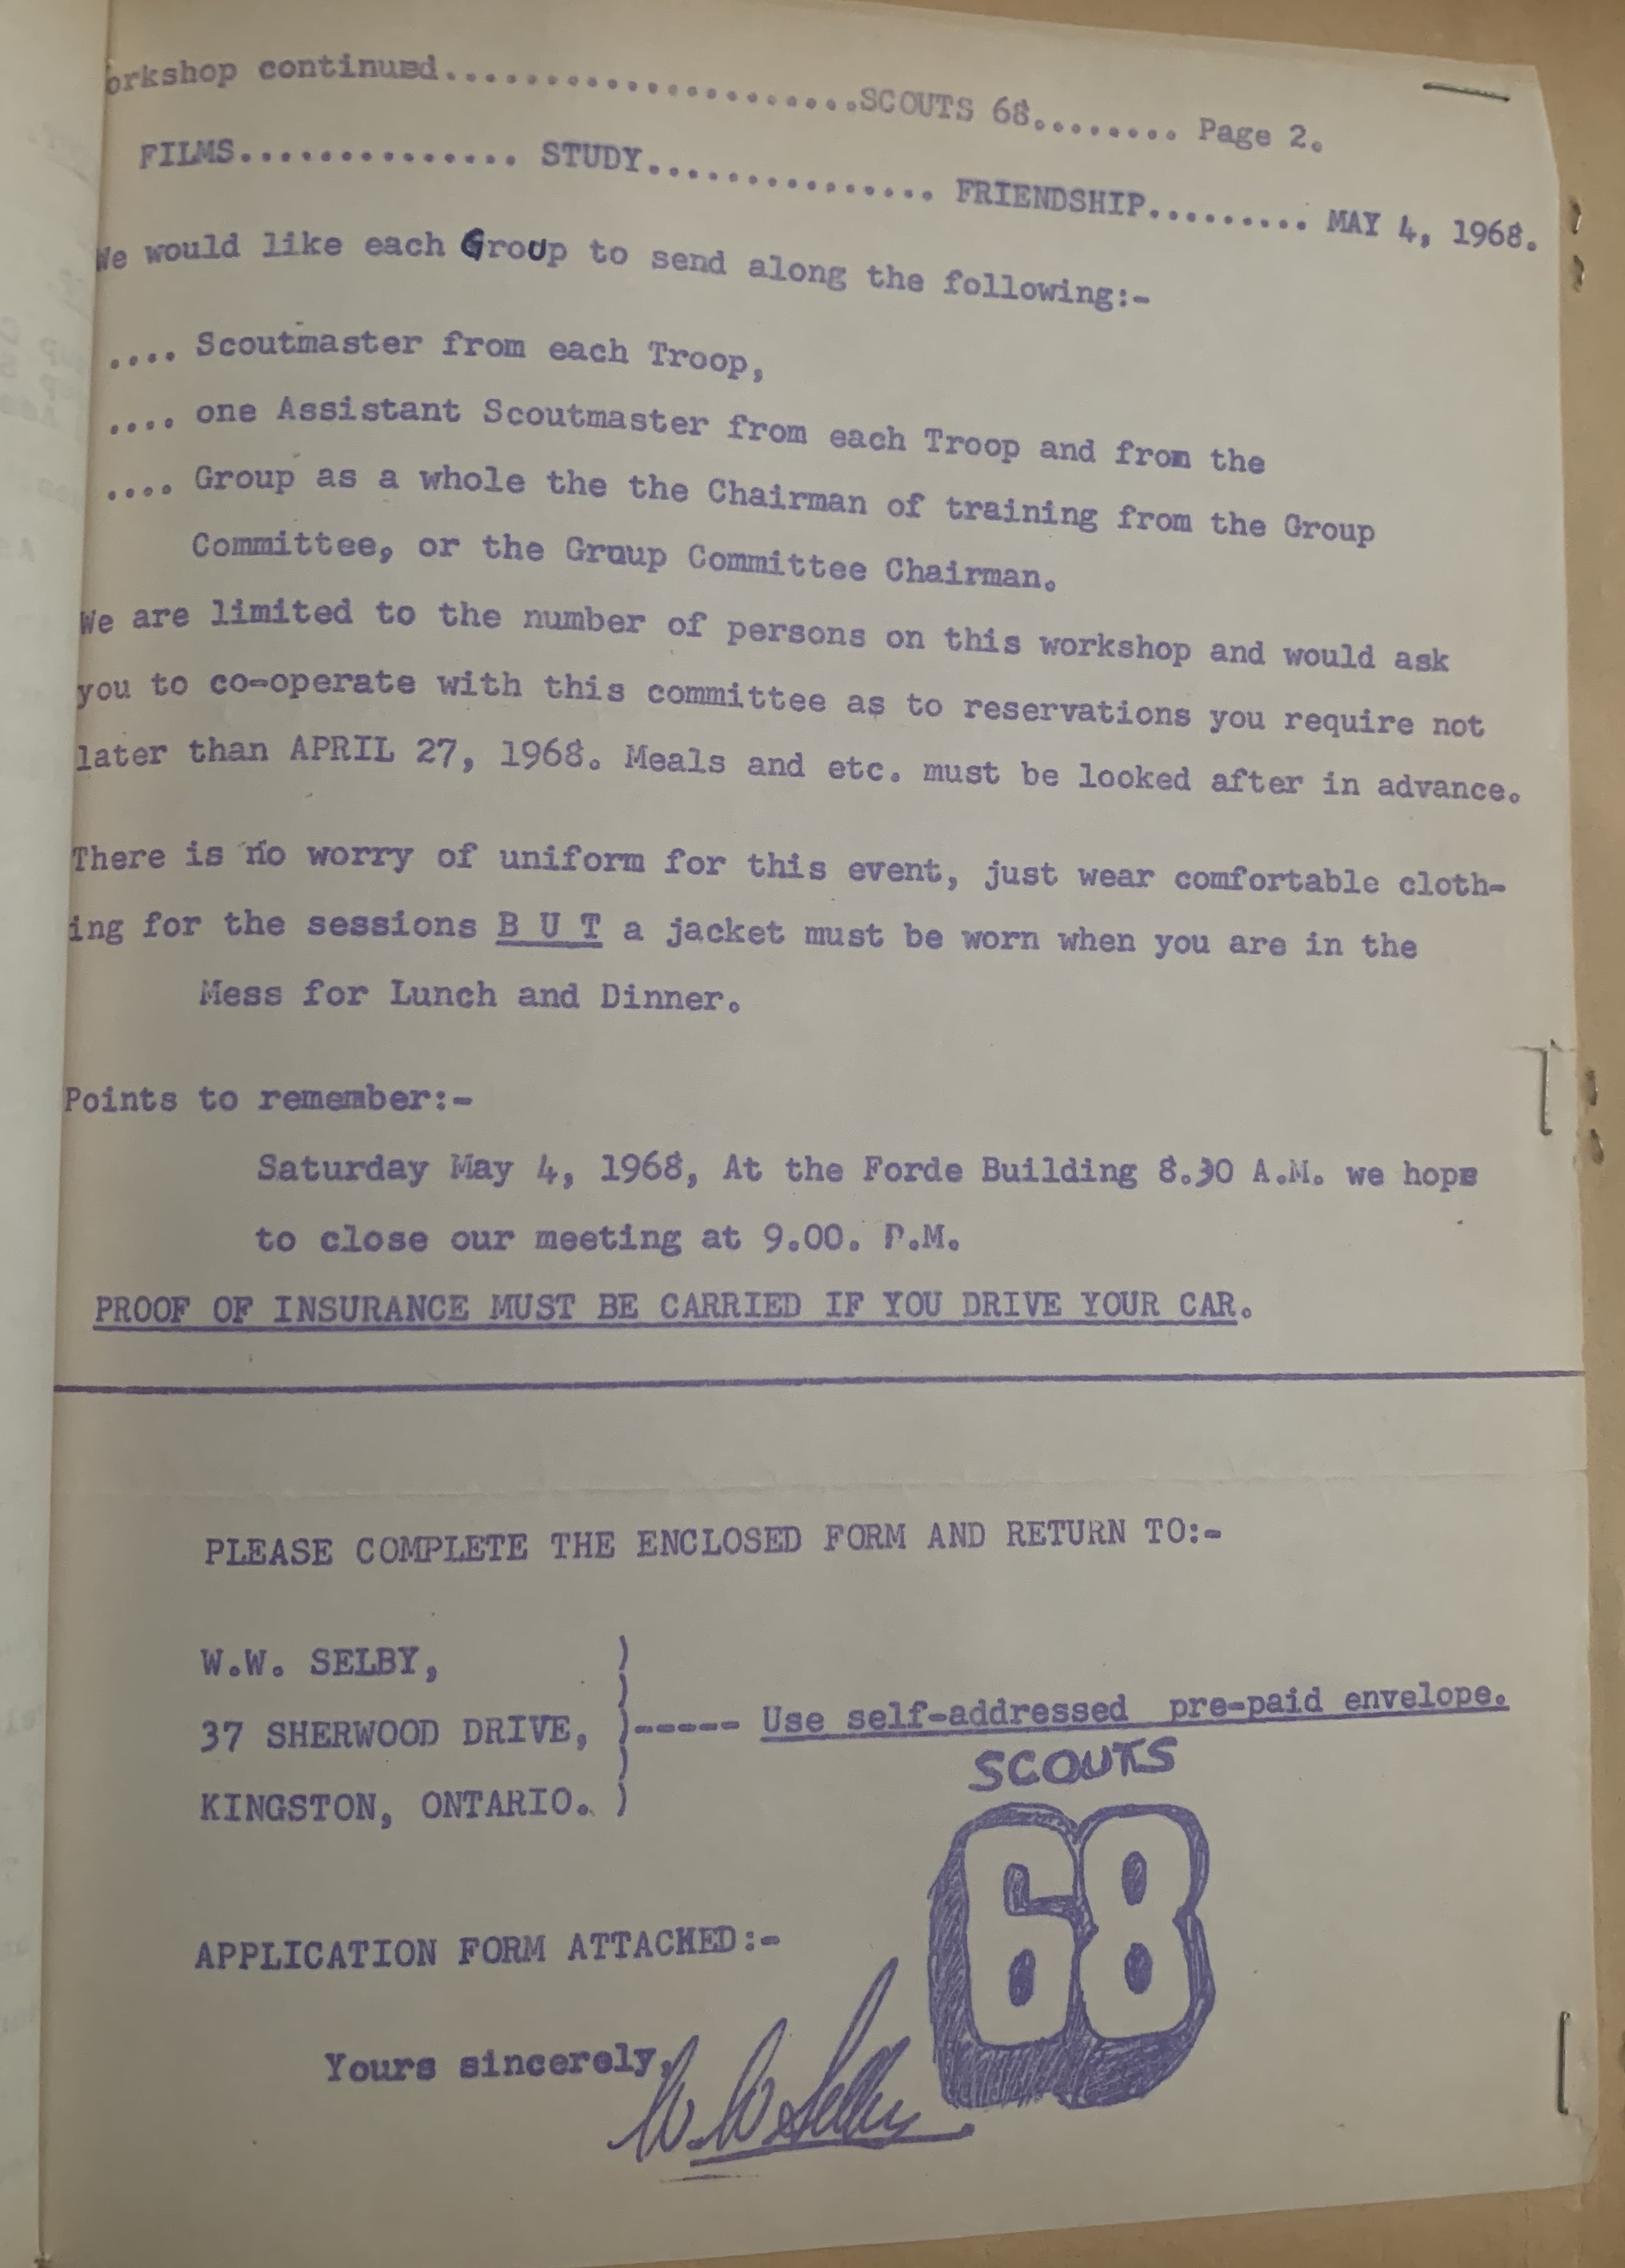 orkshop continued.......................SCOUTS 68........ Page 2.
FILMS.............. STUDY............... FRIENDSHIP......... MAY 4, 1968.
We would like each Group to send along the following:-
.... Scoutmaster from each Troop,
.... one Assistant Scoutmaster from each Troop and from the
.... Group as a whole the the Chairman of training from the Group
Committee, or the Gruup Committee Chairman.
We are limited to the number of persons on this workshop and would ask
you to co-operate with this committee as to reservations you require not
later than APRIL 27, 1968. Meals and etc. must be looked after in advance.
There is no worry of uniform for this event, just wear comfortable cloth-
ing for the sessions B U T a jacket must be worn when you are in the
Mess for Lunch and Dinner.
Points to remember:-
Saturday May 4, 1968, At the Forde Building 8.30 A.M. we hope
to close our meeting at 9.00. P.M.
PROOF OF INSURANCE MUST BE CARRIED IF YOU DRIVE YOUR CAR.
PLEASE COMPLETE THE ENCLOSED FORM AND RETURN TO:-
W.W. SELBY, )
37 SHERWOOD DRIVE, )----- Use self-addressed pre-paid envelope.
KINGSTON, ONTARIO. )
SCOUTS
68
APPLICATION FORM ATTACHED:-
Yours sincerely,
W. W. Selby